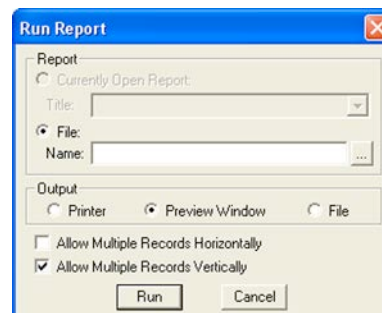 Run Report
Report
Currently Open Report:
Title:
File:
Name:
...
Output
Printer Preview Window File
Allow Multiple Records Horizontally
Allow Multiple Records Vertically
Run Cancel